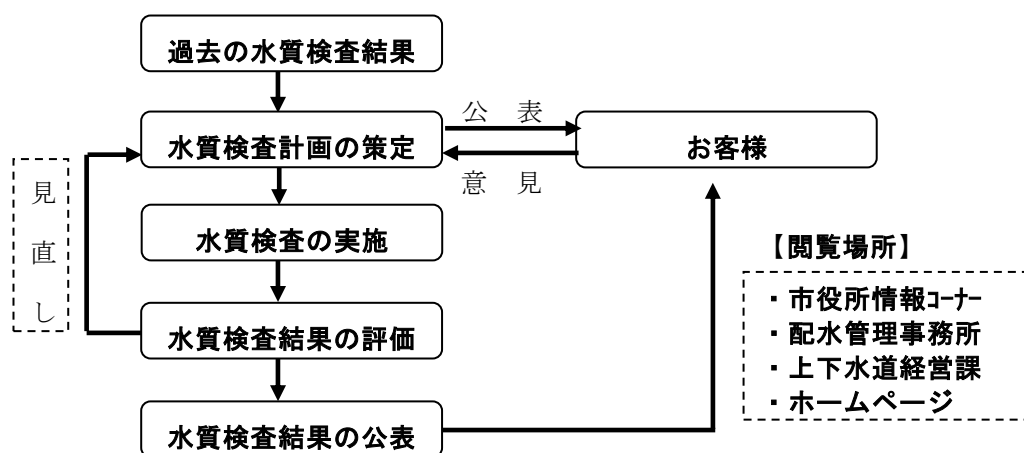 過去の水質検査結果
公　表
水質検査計画の策定
お客様
意　見
見直し
水質検査の実施
【閲覧場所】
・市役所情報ｺｰﾅｰ
水質検査結果の評価
・配水管理事務所
・上下水道経営課
・ホームページ
水質検査結果の公表